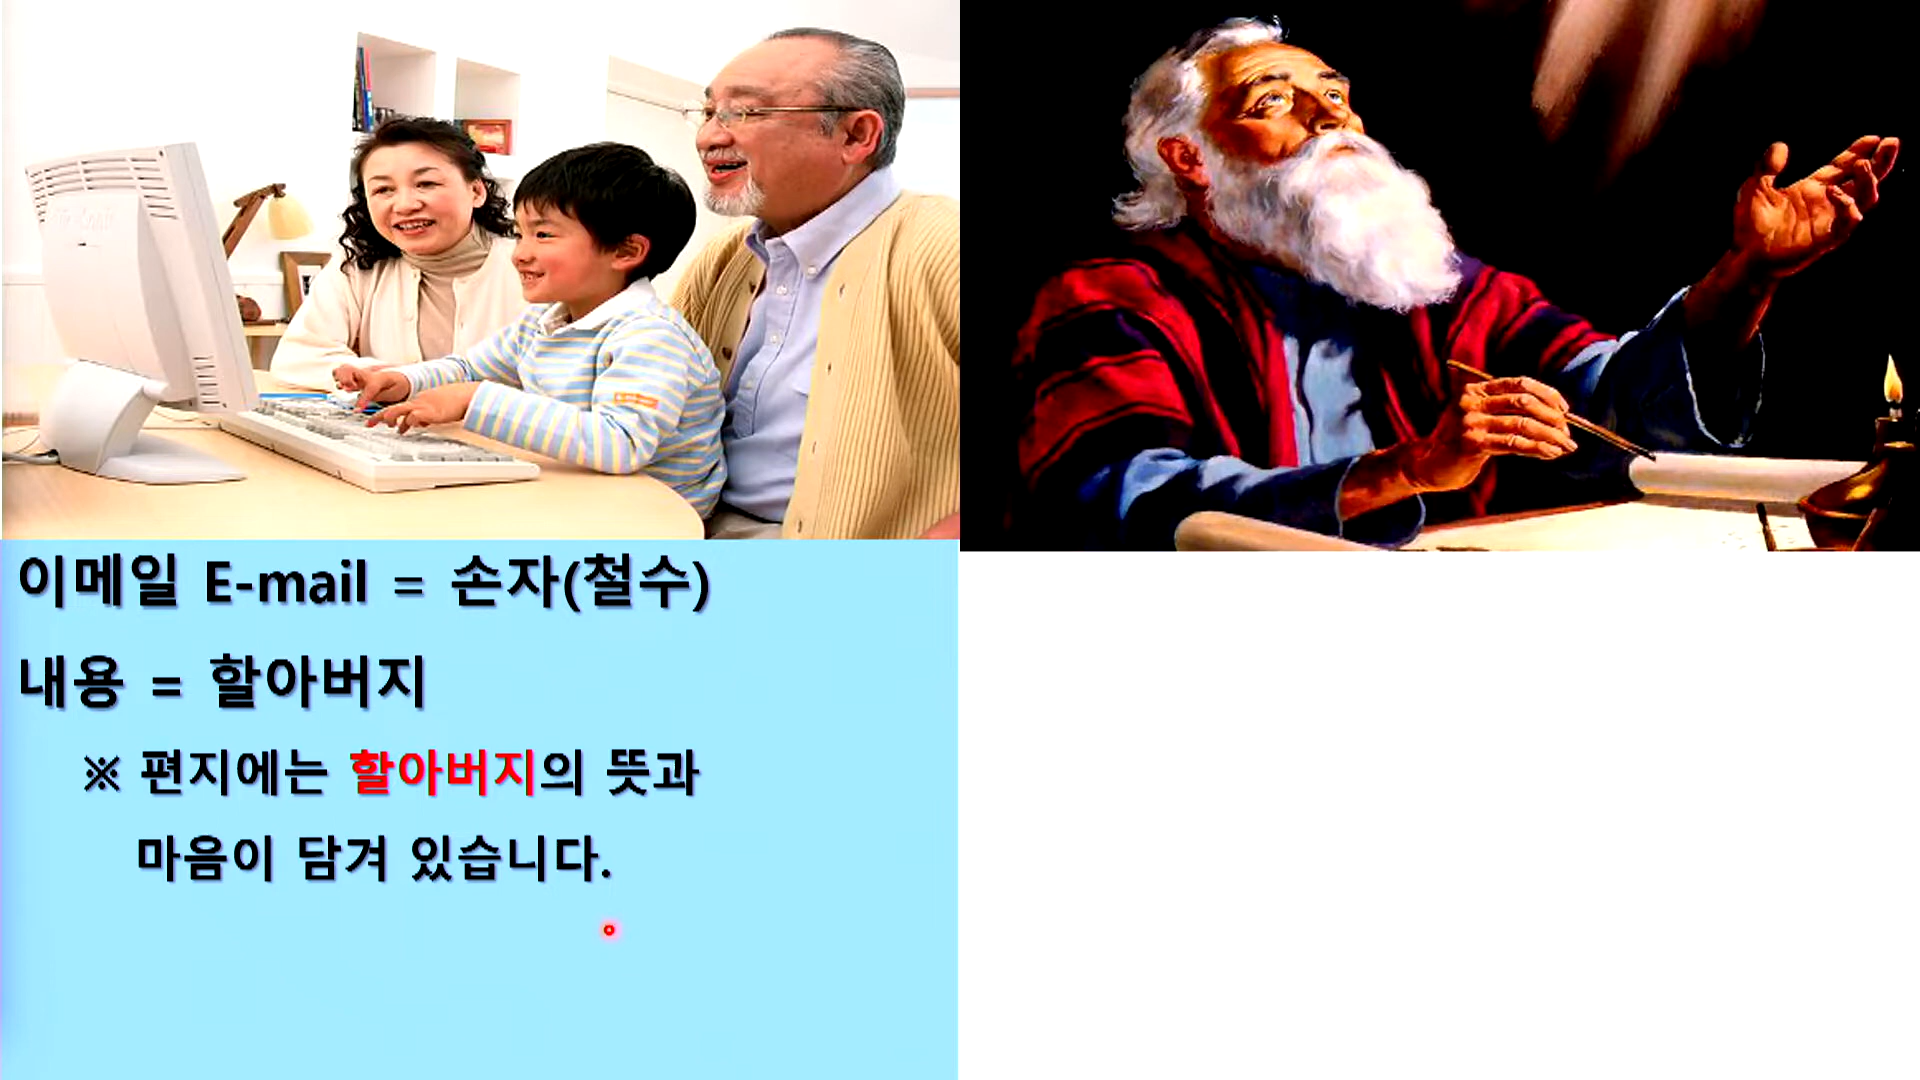 이메일 E-mail = 손자(철수)
내용 = 할아버지
※ 편지에는 할아버지의 뜻과
마음이 담겨 있습니다.